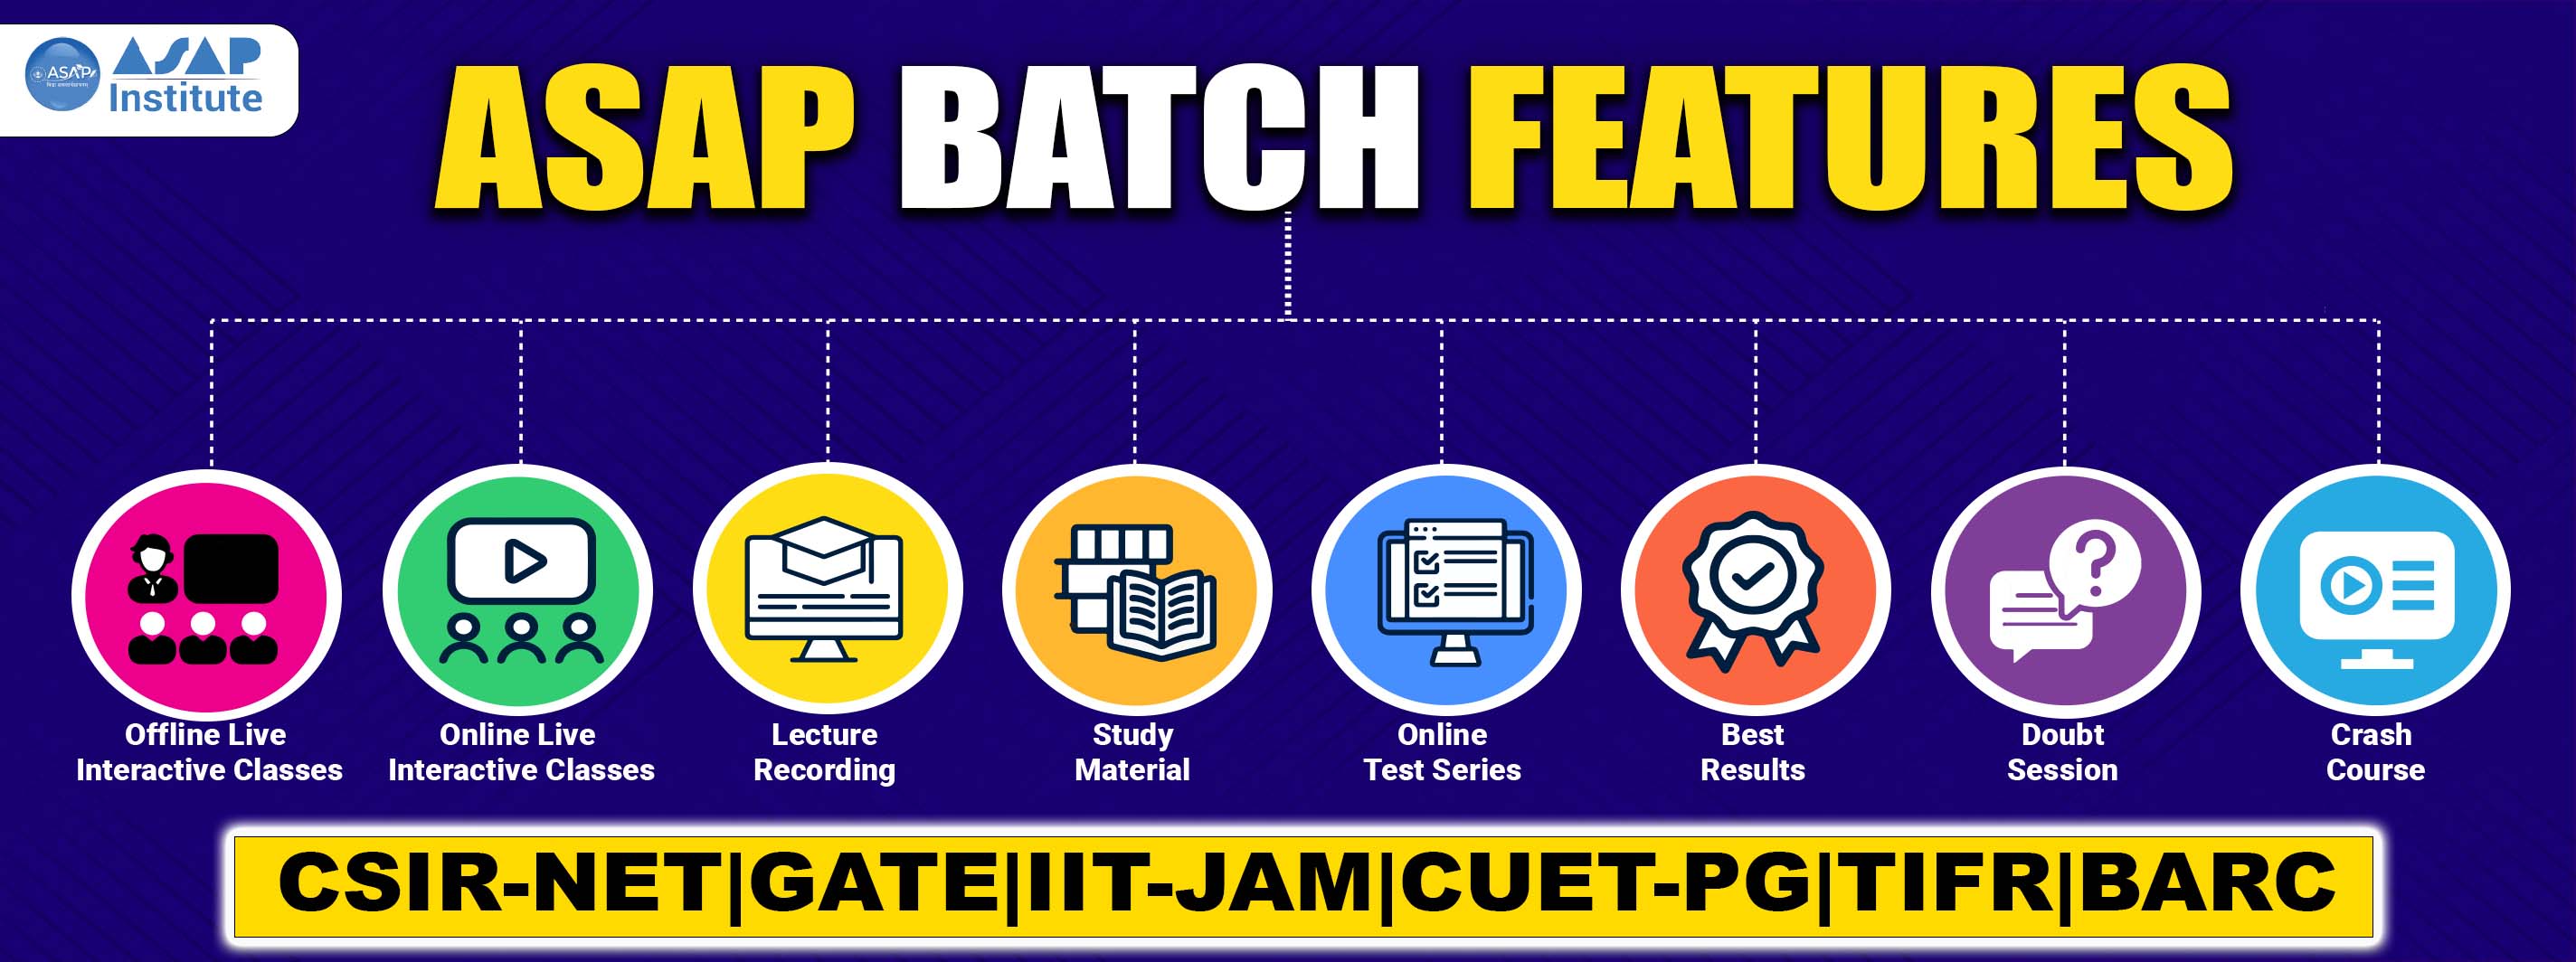 ASAP
ASAP
Institute
ASAP BATCH FEATURES
Offline Live
Interactive Classes
Online Live
Interactive Classes
Lecture
Recording
Study
Material
Online
Test Series
Best
Results
Doubt
Session
Crash
Course
CSIR-NET|GATE|IIT-JAM|CUET-PG|TIFR|BARC